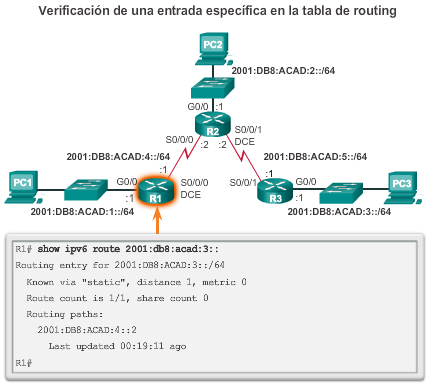 Verificación de una entrada específica en la tabla de routing
PC2
2001:DB8:ACAD:2::/64
G0/0 :1
R2
S0/0/0 :2 :2 S0/0/1
DCE
2001:DB8:ACAD:4::/64
2001:DB8:ACAD:5::/64
:1 :1
PC1 G0/0 S0/0/0 S0/0/1 G0/0 PC3
:1 R1 DCE R3 :1
2001:DB8:ACAD:1::/64
2001:DB8:ACAD:3::/64
R1# show ipv6 route 2001:db8:acad:3::
Routing entry for 2001:DB8:ACAD:3::/64
Known via "static", distance 1, metric 0
Route count is 1/1, share count 0
Routing paths:
2001:DB8:ACAD:4::2
Last updated 00:19:11 ago
R1#